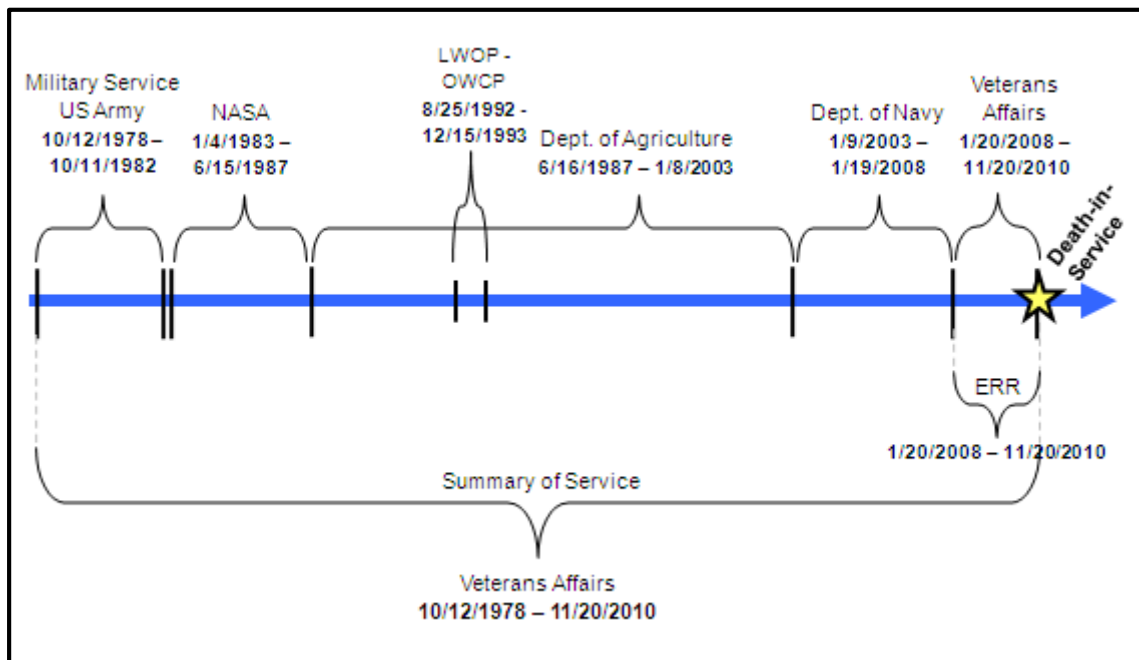 Military Service
US Army
10/12/1978 –
10/11/1982
NASA
1/4/1983 –
6/15/1987
LWOP -
OWCP
8/25/1992 -
12/15/1993
Dept. of Agriculture
6/16/1987 – 1/8/2003
Dept. of Navy
1/9/2003 –
1/19/2008
Veterans
Affairs
1/20/2008 –
11/20/2010
Death-in-
Service
ERR
1/20/2008 – 11/20/2010
Summary of Service
Veterans Affairs
10/12/1978 – 11/20/2010